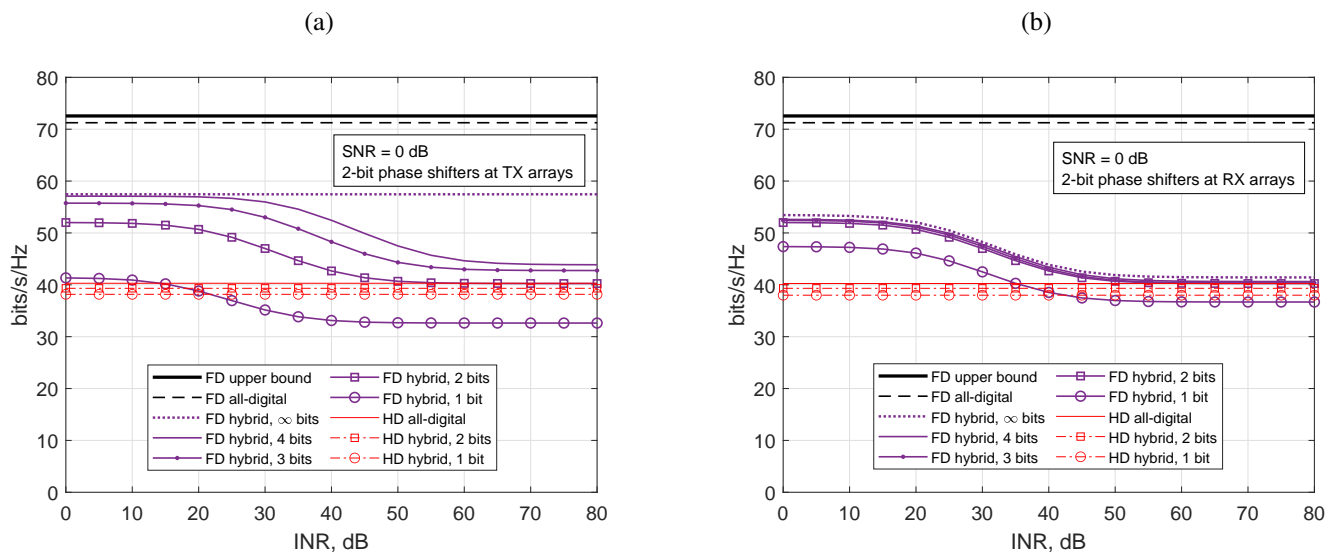 (a)
80
70
60
50
40
30
20
10
0
bits/s/Hz
SNR = 0 dB
2-bit phase shifters at TX arrays
FD upper bound
FD all-digital
FD hybrid, ∞ bits
FD hybrid, 4 bits
FD hybrid, 3 bits
FD hybrid, 2 bits
FD hybrid, 1 bit
HD all-digital
HD hybrid, 2 bits
HD hybrid, 1 bit
0 10 20 30 40 50 60 70 80
INR, dB
(b)
80
70
60
50
40
30
20
10
0
bits/s/Hz
SNR = 0 dB
2-bit phase shifters at RX arrays
FD upper bound
FD all-digital
FD hybrid, ∞ bits
FD hybrid, 4 bits
FD hybrid, 3 bits
FD hybrid, 2 bits
FD hybrid, 1 bit
HD all-digital
HD hybrid, 2 bits
HD hybrid, 1 bit
0 10 20 30 40 50 60 70 80
INR, dB